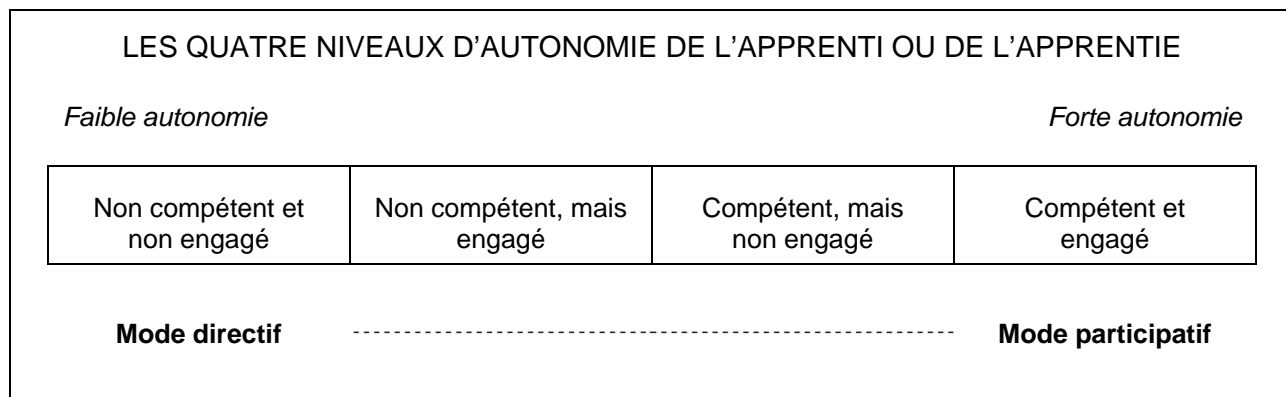 LES QUATRE NIVEAUX D’AUTONOMIE DE L’APPRENTI OU DE L’APPRENTIE
Faible autonomie
Forte autonomie
Non compétent et
non engagé
Non compétent, mais
engagé
Compétent, mais
non engagé
Compétent et
engagé
Mode directif
Mode participatif